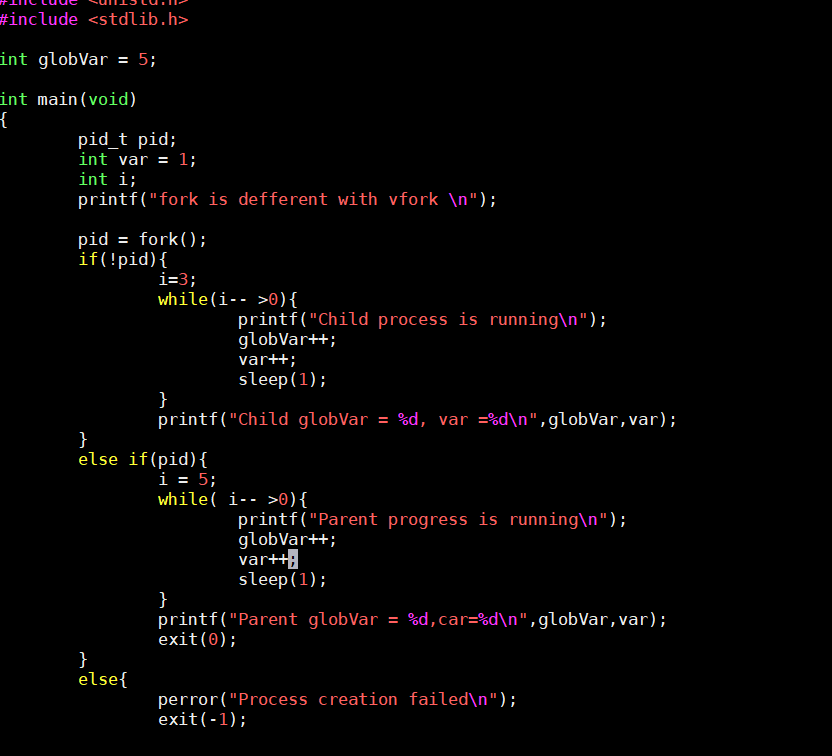 #include <unistd.h>
#include <stdlib.h>
int globVar = 5;
int main(void)
{
pid_t pid;
int var = 1;
int i;
printf("fork is defferent with vfork \n");
pid = fork();
if(!pid){
i=3;
while(i-- >0){
printf("Child process is running\n");
globVar++;
var++;
sleep(1);
}
printf("Child globVar = %d, var =%d\n",globVar,var);
}
else if(pid){
i = 5;
while( i-- >0){
printf("Parent progress is running\n");
globVar++;
var++;
sleep(1);
}
printf("Parent globVar = %d,car=%d\n",globVar,var);
exit(0);
}
else{
perror("Process creation failed\n");
exit(-1);